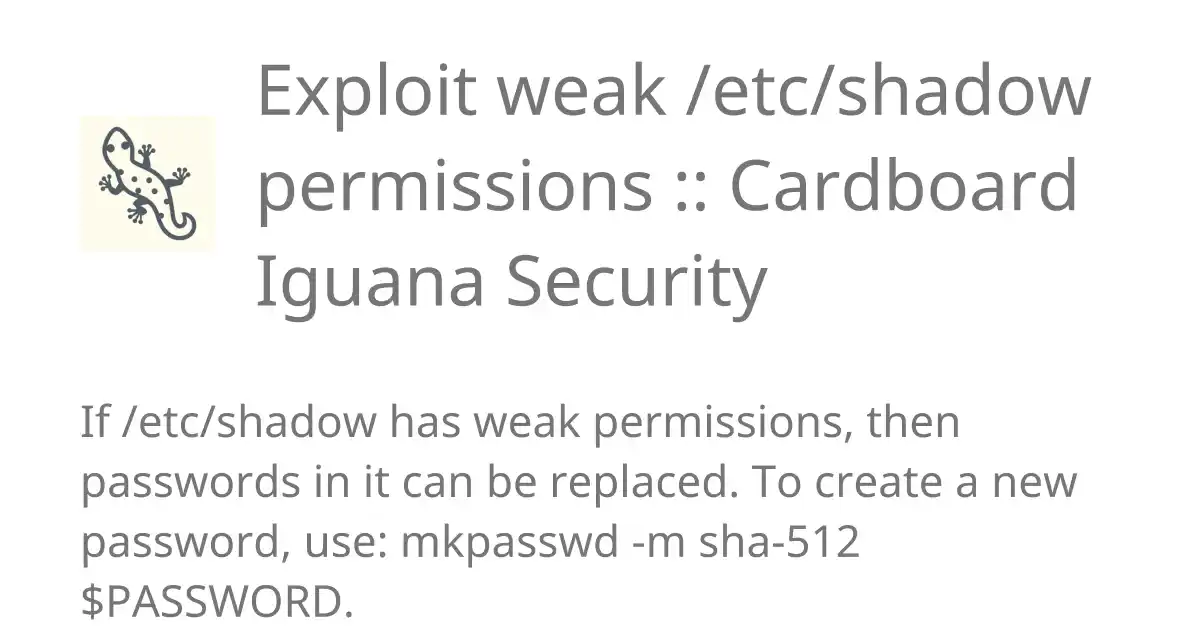 Exploit weak /etc/shadow
permissions :: Cardboard
Iguana Security
If /etc/shadow has weak permissions, then
passwords in it can be replaced. To create a new
password, use: mkpasswd -m sha-512
$PASSWORD.